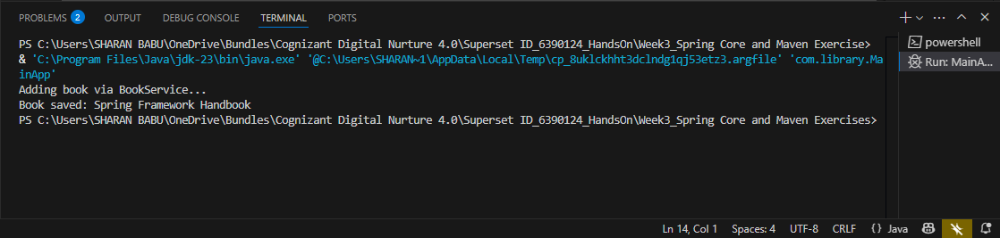 PROBLEMS 2 OUTPUT DEBUG CONSOLE TERMINAL PORTS
PS C:\Users\SHARAN BABU\OneDrive\Bundles\Cognizant Digital Nurture 4.0\Superset ID_6390124_HandsOn\Week3_Spring Core and Maven Exercise>
& 'C:\Program Files\Java\jdk-23\bin\java.exe' '@C:\Users\SHARAN~1\AppData\Local\Temp\cp_8uklckhht3dclndg1qj53etz3.argfile' 'com.library.Ma
inApp'
Adding book via BookService...
Book saved: Spring Framework Handbook
PS C:\Users\SHARAN BABU\OneDrive\Bundles\Cognizant Digital Nurture 4.0\Superset ID_6390124_HandsOn\Week3_Spring Core and Maven Exercises>
powershell
Run: MainA...
Ln 14, Col 1 Spaces: 4 UTF-8 CRLF {} Java